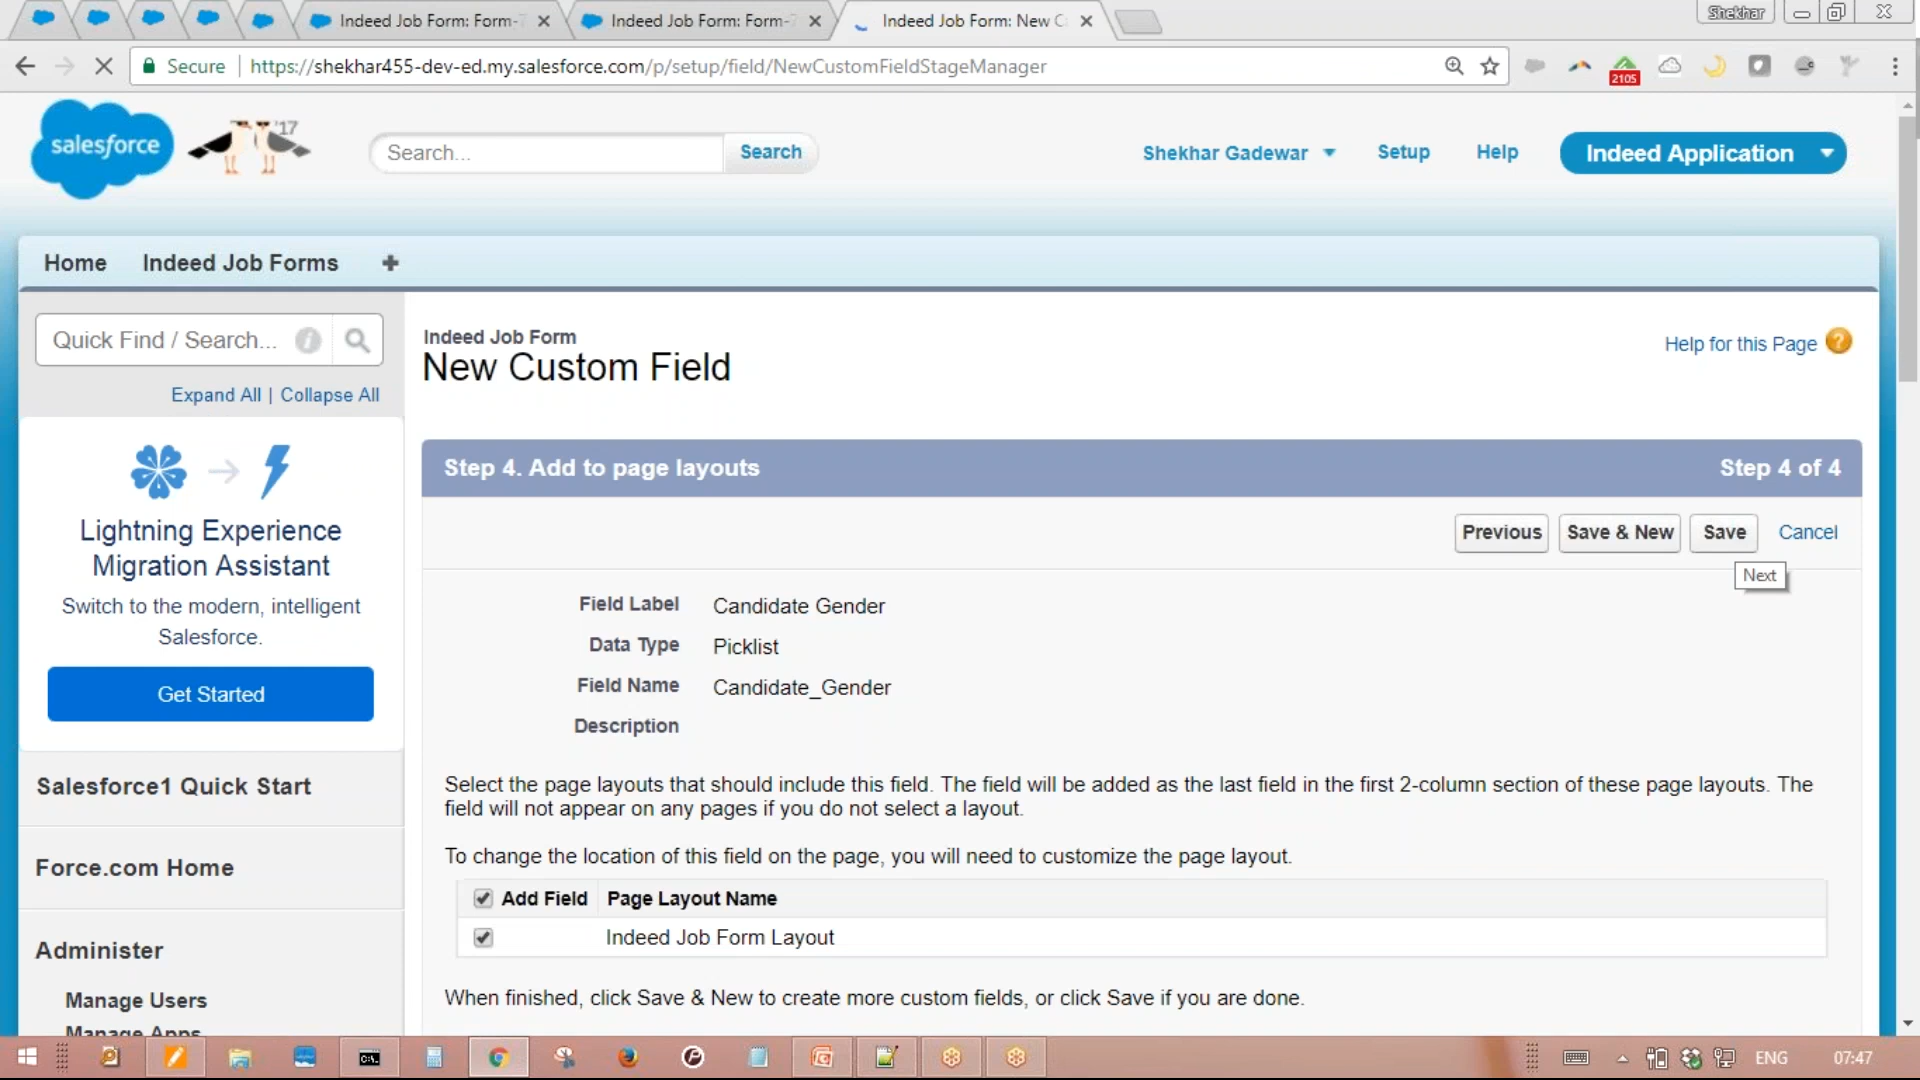 Indeed Job Form: Form-
Indeed Job Form: Form-
Indeed Job Form: New C
Shekhar
Secure
https://shekhar455-dev-ed.my.salesforce.com/p/setup/field/NewCustomFieldStageManager
2105
salesforce
'17
Search...
Search
Shekhar Gadewar
Setup
Help
Indeed Application
Home
Indeed Job Forms
Quick Find / Search...
Expand All | Collapse All
Lightning Experience
Migration Assistant
Switch to the modern, intelligent
Salesforce.
Get Started
Salesforce1 Quick Start
Force.com Home
Administer
Manage Users
Manage Apps
Indeed Job Form
New Custom Field
Help for this Page
Step 4. Add to page layouts
Step 4 of 4
Previous
Save & New
Save
Cancel
Next
Field Label Candidate Gender
Data Type Picklist
Field Name Candidate_Gender
Description
Select the page layouts that should include this field. The field will be added as the last field in the first 2-column section of these page layouts. The
field will not appear on any pages if you do not select a layout.
To change the location of this field on the page, you will need to customize the page layout.
Add Field Page Layout Name
Indeed Job Form Layout
When finished, click Save & New to create more custom fields, or click Save if you are done.
ENG
07:47